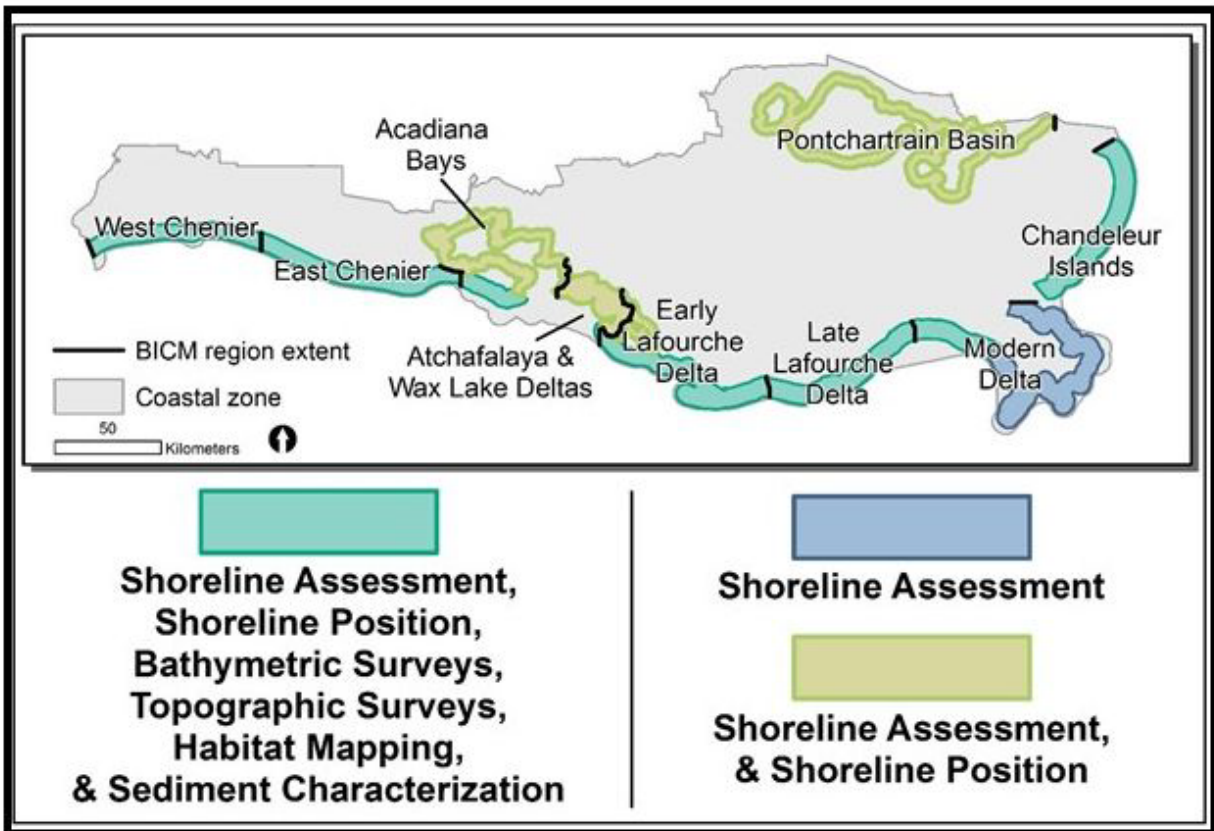 Acadiana
Bays
Pontchartrain Basin
West Chenier
East Chenier
Chandeleur
Islands
Early
Lafourche
Delta
Late
Lafourche
Delta
Modern
Delta
Atchafalaya &
Wax Lake Deltas
BICM region extent
Coastal zone
50
Kilometers
Shoreline Assessment,
Shoreline Position,
Bathymetric Surveys,
Topographic Surveys,
Habitat Mapping,
& Sediment Characterization
Shoreline Assessment
Shoreline Assessment,
& Shoreline Position